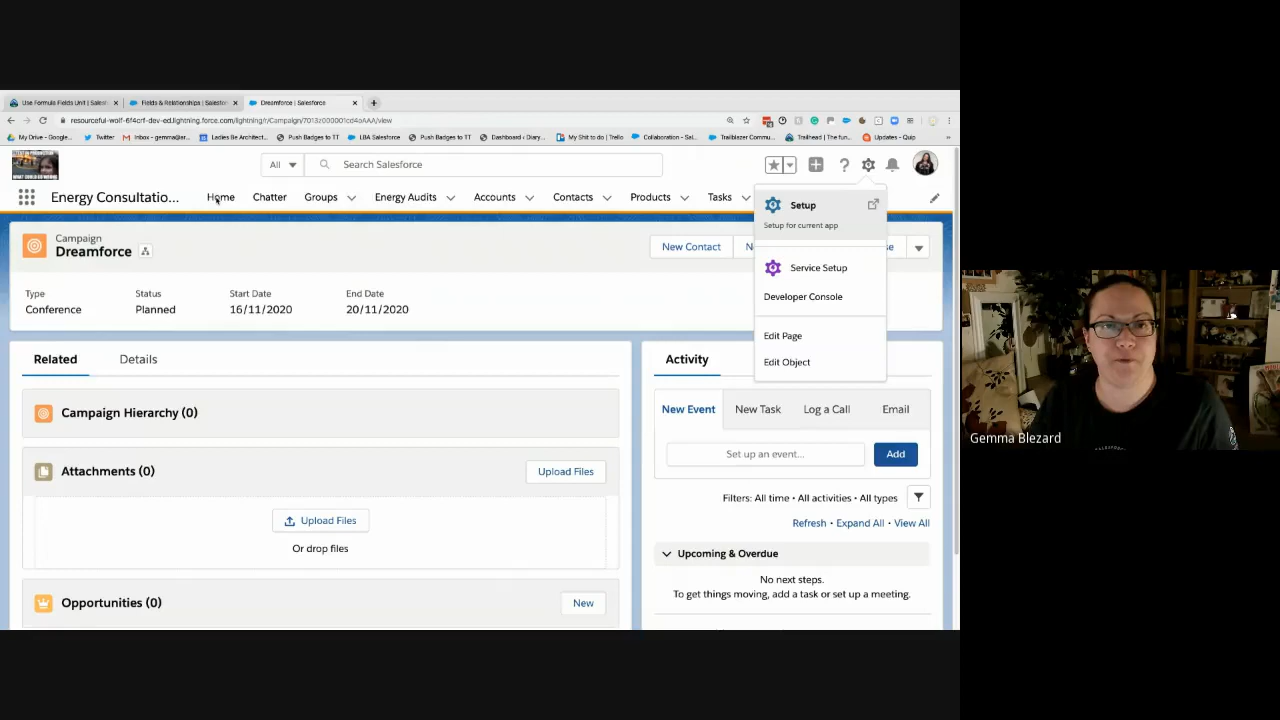 Use Formula Fields Unit | Salesf
Fields & Relationships | Salesfor
Dreamforce | Salesforce
resourceful-wolf-6f4crf-dev-ed.lightning.force.com/lightning/r/Campaign/
My Drive - Google...
Twitter
Inbox - gemma@ar...
Ladies Be Architect...
Push Badges to TT
LBA Salesforce
Push Badges to TT
Dashboard / Diary...
My Shit to do | Trello
Collaboration - Sal...
Trailblazer Commu...
Trailhead | The fun...
Updates - Quip
All
Search Salesforce
Energy Consultatio...
Home
Chatter
Groups
Energy Audits
Accounts
Contacts
Products
Tasks
Setup
Setup for current app
Service Setup
Developer Console
Edit Page
Edit Object
Campaign
Dreamforce
New Contact
Type
Status
Start Date
End Date
Conference
Planned
16/11/2020
20/11/2020
Related
Details
Activity
Campaign Hierarchy (0)
New Event
New Task
Log a Call
Email
Set up an event...
Add
Attachments (0)
Upload Files
Upload Files
Or drop files
Filters: All time • All activities • All types
Refresh • Expand All • View All
Upcoming & Overdue
No next steps.
To get things moving, add a task or set up a meeting.
Opportunities (0)
New
Gemma Blezard